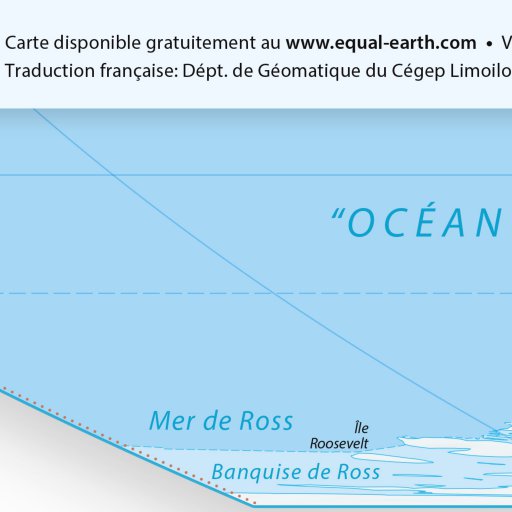 Carte disponible gratuitement au www.equal-earth.com • V
Traduction française: Dépt. de Géomatique du Cégep Limoilo
“OCÉAN
Mer de Ross
Île
Roosevelt
Banquise de Ross